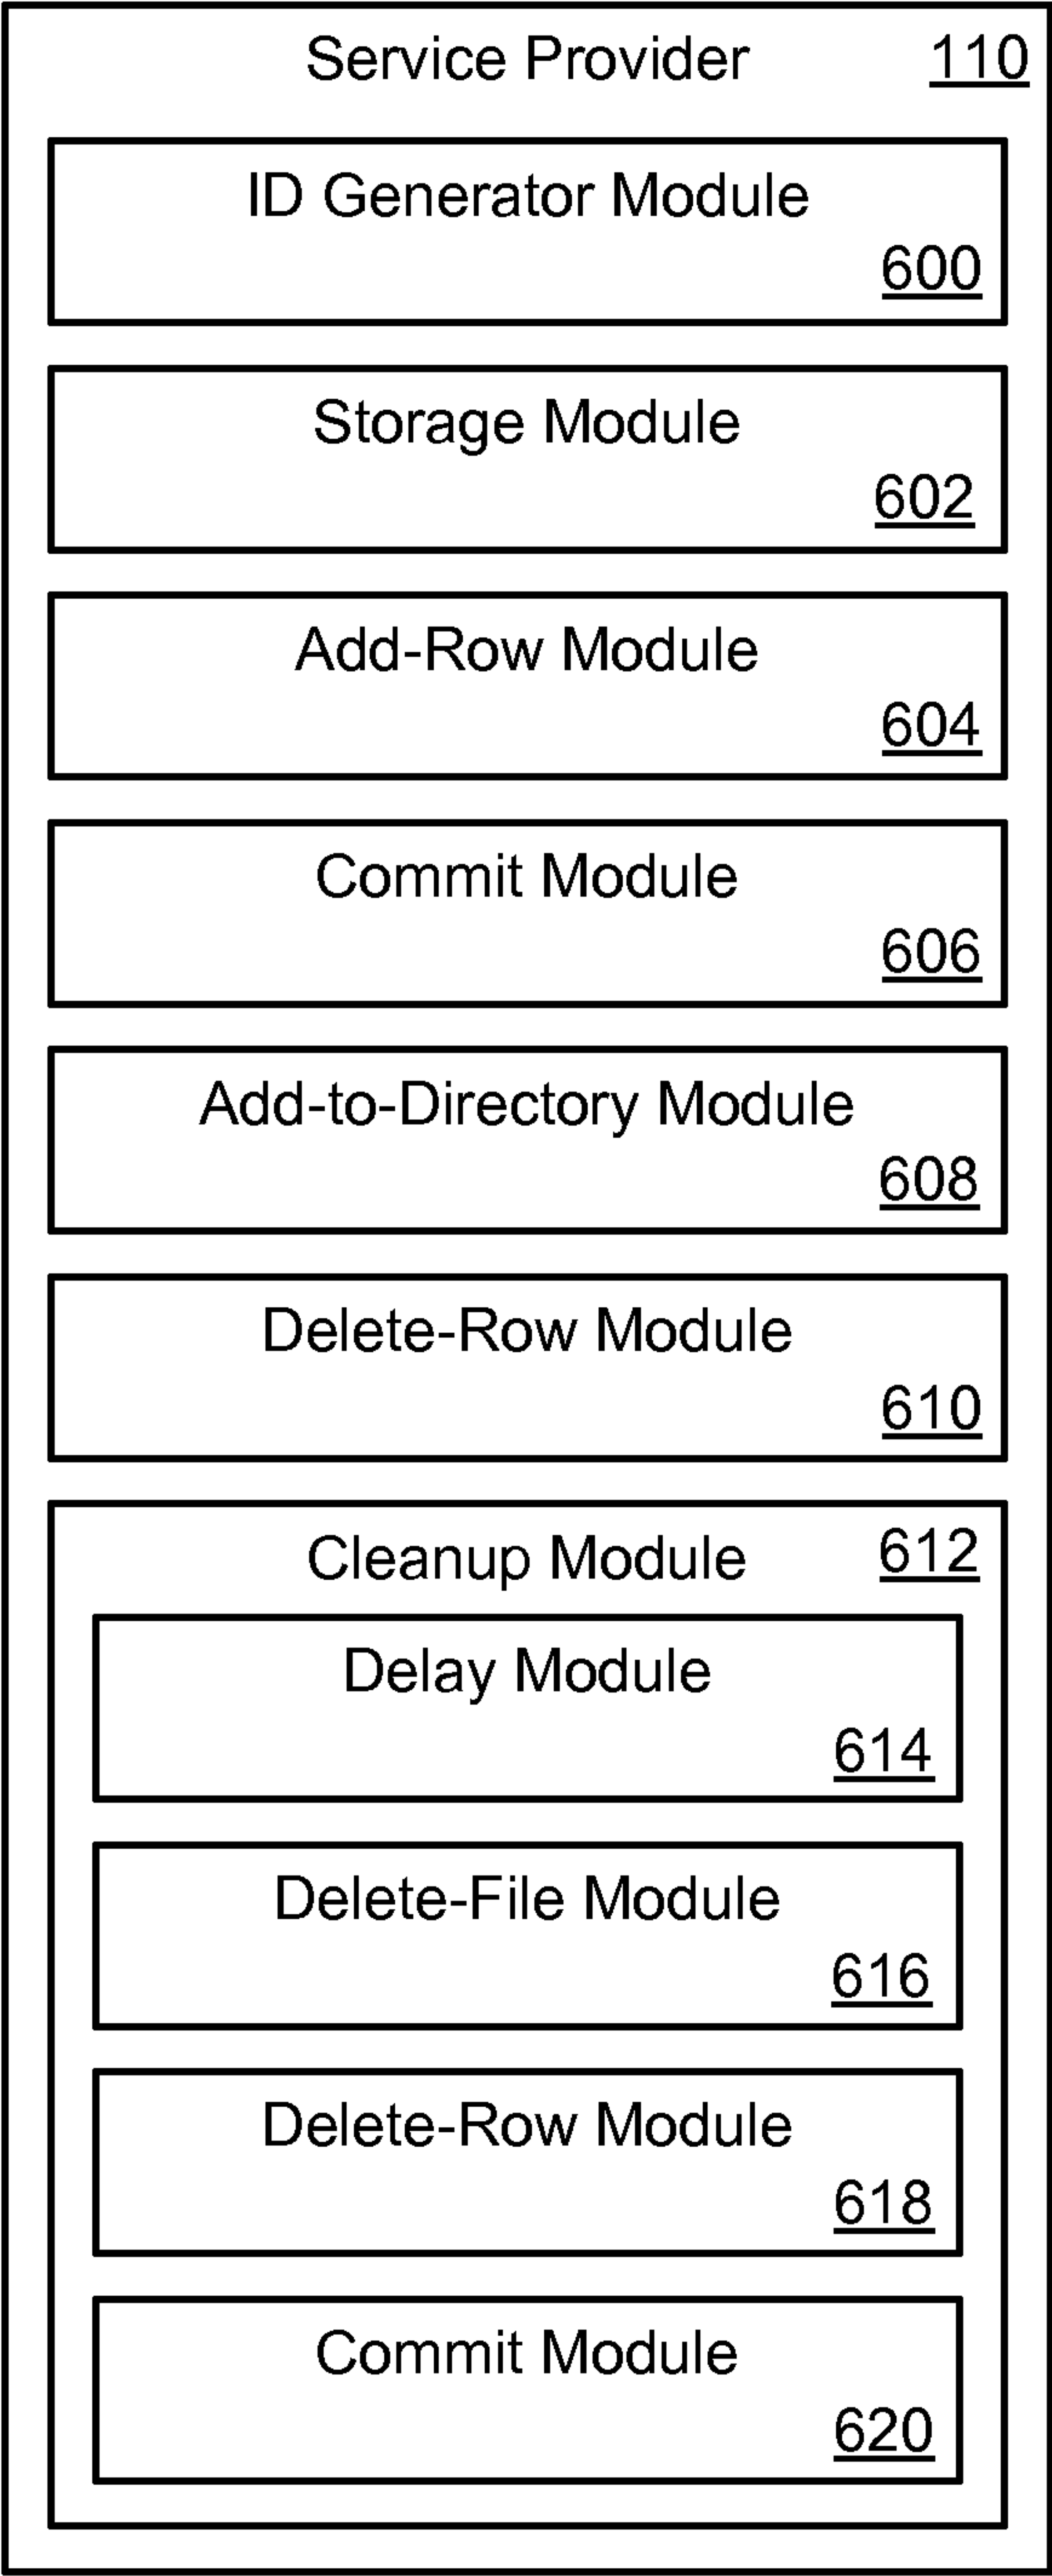 Service Provider 110
ID Generator Module
600
Storage Module
602
Add-Row Module
604
Commit Module
606
Add-to-Directory Module
608
Delete-Row Module
610
Cleanup Module 612
Delay Module
614
Delete-File Module
616
Delete-Row Module
618
Commit Module
620